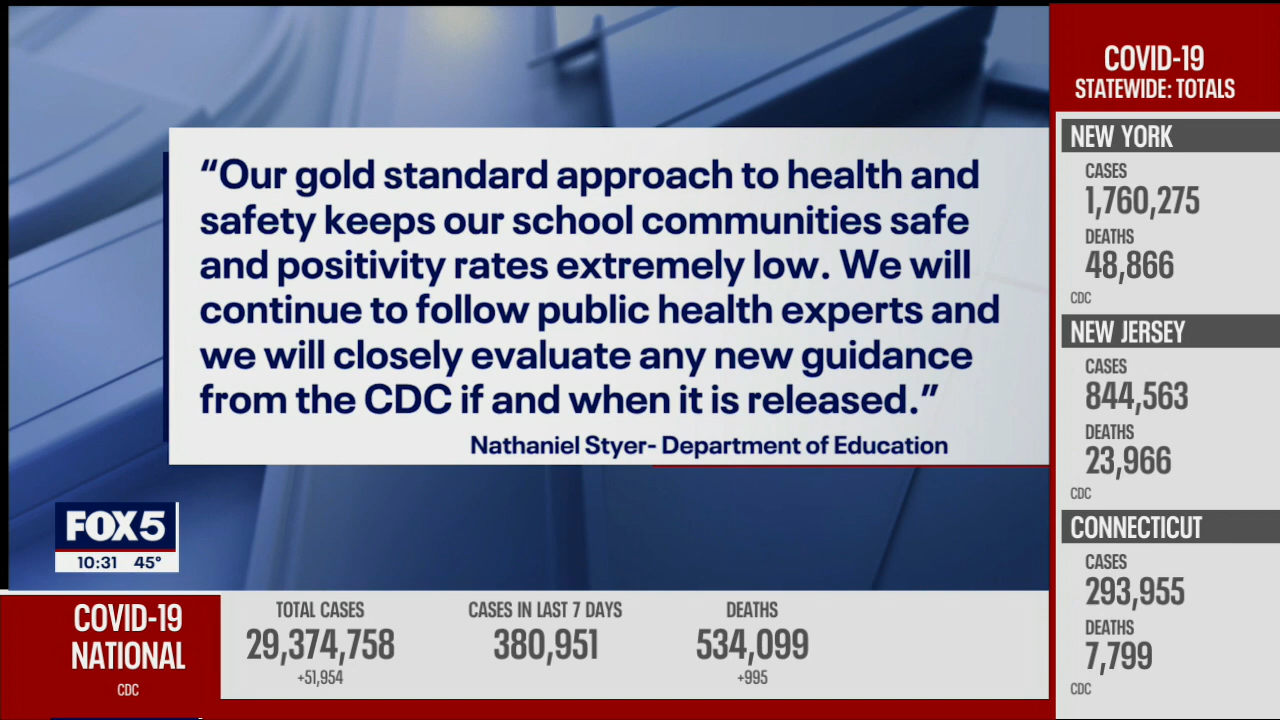 “Our gold standard approach to health and
safety keeps our school communities safe
and positivity rates extremely low. We will
continue to follow public health experts and
we will closely evaluate any new guidance
from the CDC if and when it is released.”
Nathaniel Styer- Department of Education
FOX 5
10:31 45°
COVID-19
NATIONAL
CDC
TOTAL CASES
29,374,758
+51,954
CASES IN LAST 7 DAYS
380,951
DEATHS
534,099
+995
COVID-19
STATEWIDE: TOTALS
NEW YORK
CASES
1,760,275
DEATHS
48,866
CDC
NEW JERSEY
CASES
844,563
DEATHS
23,966
CDC
CONNECTICUT
CASES
293,955
DEATHS
7,799
CDC